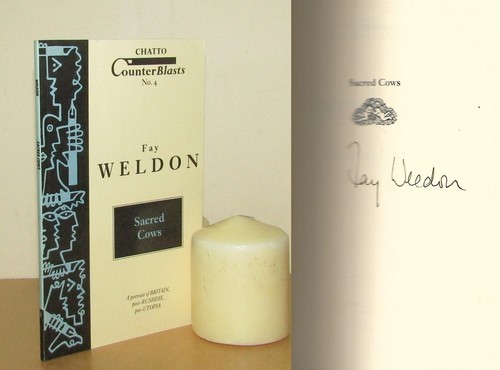 CHATTO
CounterBlasts
No. 4
Fay
WELDON
Sacred
Cows
A portrait of BRITAIN,
post-RUSHDIE,
pre-UTOPIA.
Sacred Cows
Fay Weldon